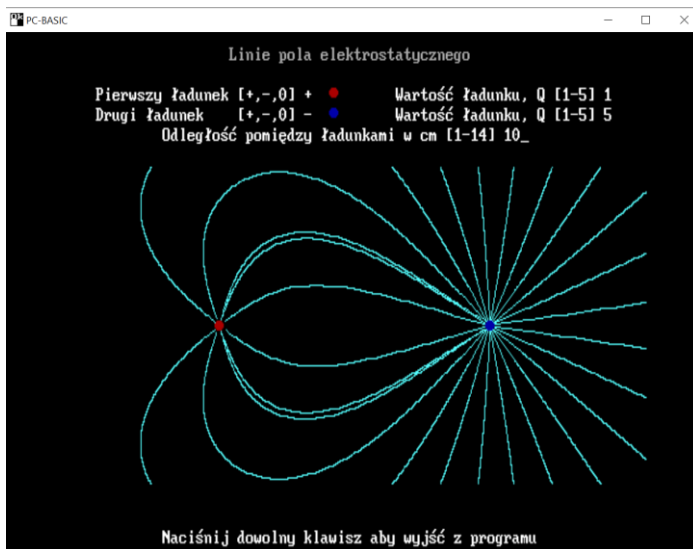 PC-BASIC
Linie pola elektrostatycznego
Pierwszy ładunek [+,-,0] + Wartość ładunku, Q [1-5] 1
Drugi ładunek [+,-,0] - Wartość ładunku, Q [1-5] 5
Odległość pomiędzy ładunkami w cm [1-14] 10_
Naciśnij dowolny klawisz aby wyjść z programu